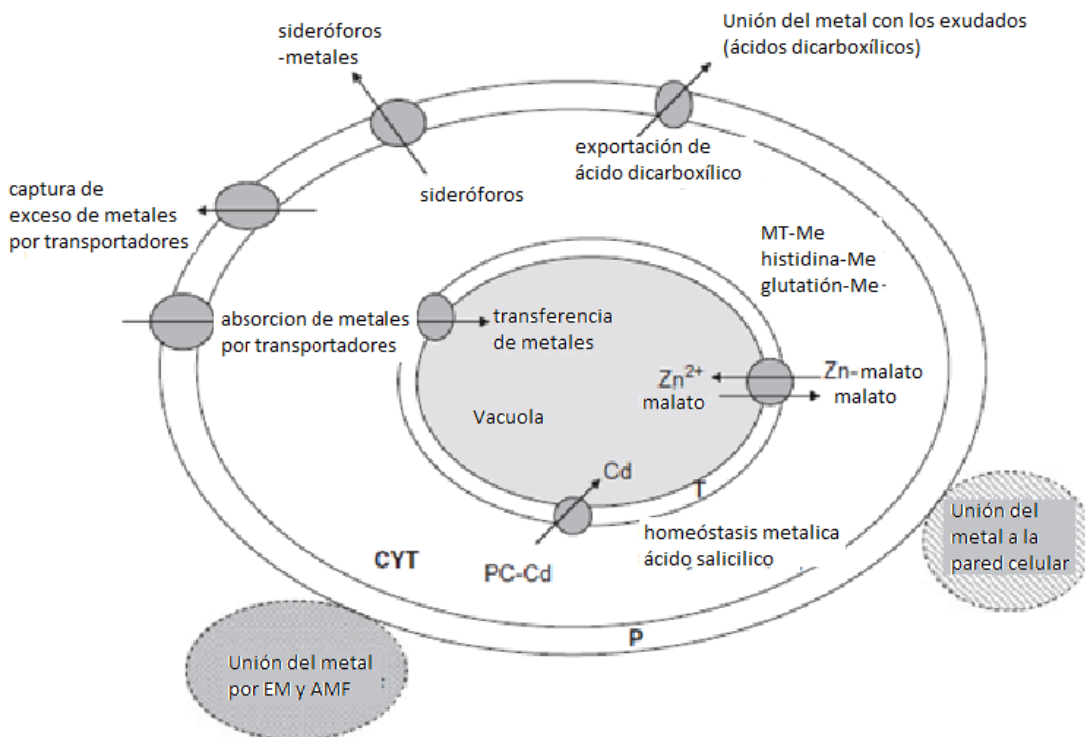 sideróforos
-metales
Unión del metal con los exudados
(ácidos dicarboxílicos)
exportación de
ácido dicarboxílico
captura de
exceso de metales
por transportadores
sideróforos
MT-Me
histidina-Me
glutatión-Me-
absorcion de metales
por transportadores
transferencia
de metales
Zn²⁺
malato
Zn-malato
malato
Vacuola
Cd
T
homeóstasis metalica
ácido salicilico
CYT
PC-Cd
Unión del
metal a la
pared celular
P
Unión del metal
por EM y AMF